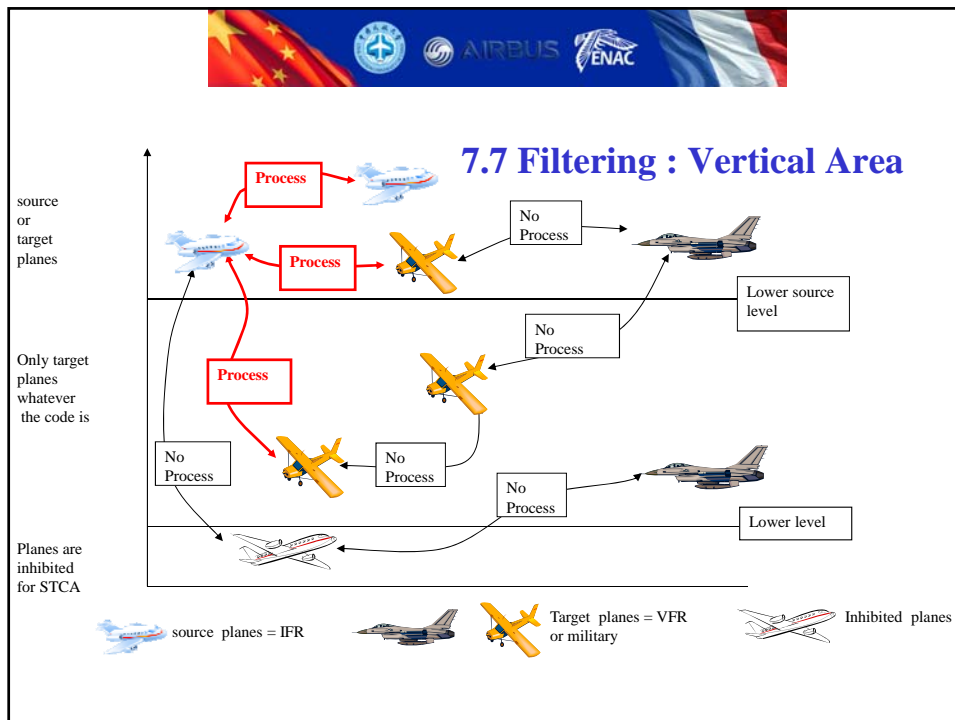 AIRBUS
ENAC
7.7 Filtering : Vertical Area
source
or
target
planes
Process
Process
No
Process
Lower source
level
Only target
planes
whatever
the code is
No
Process
Process
No
Process
No
Process
No
Process
Lower level
Planes are
inhibited
for STCA
source planes = IFR
Target planes = VFR
or military
Inhibited planes